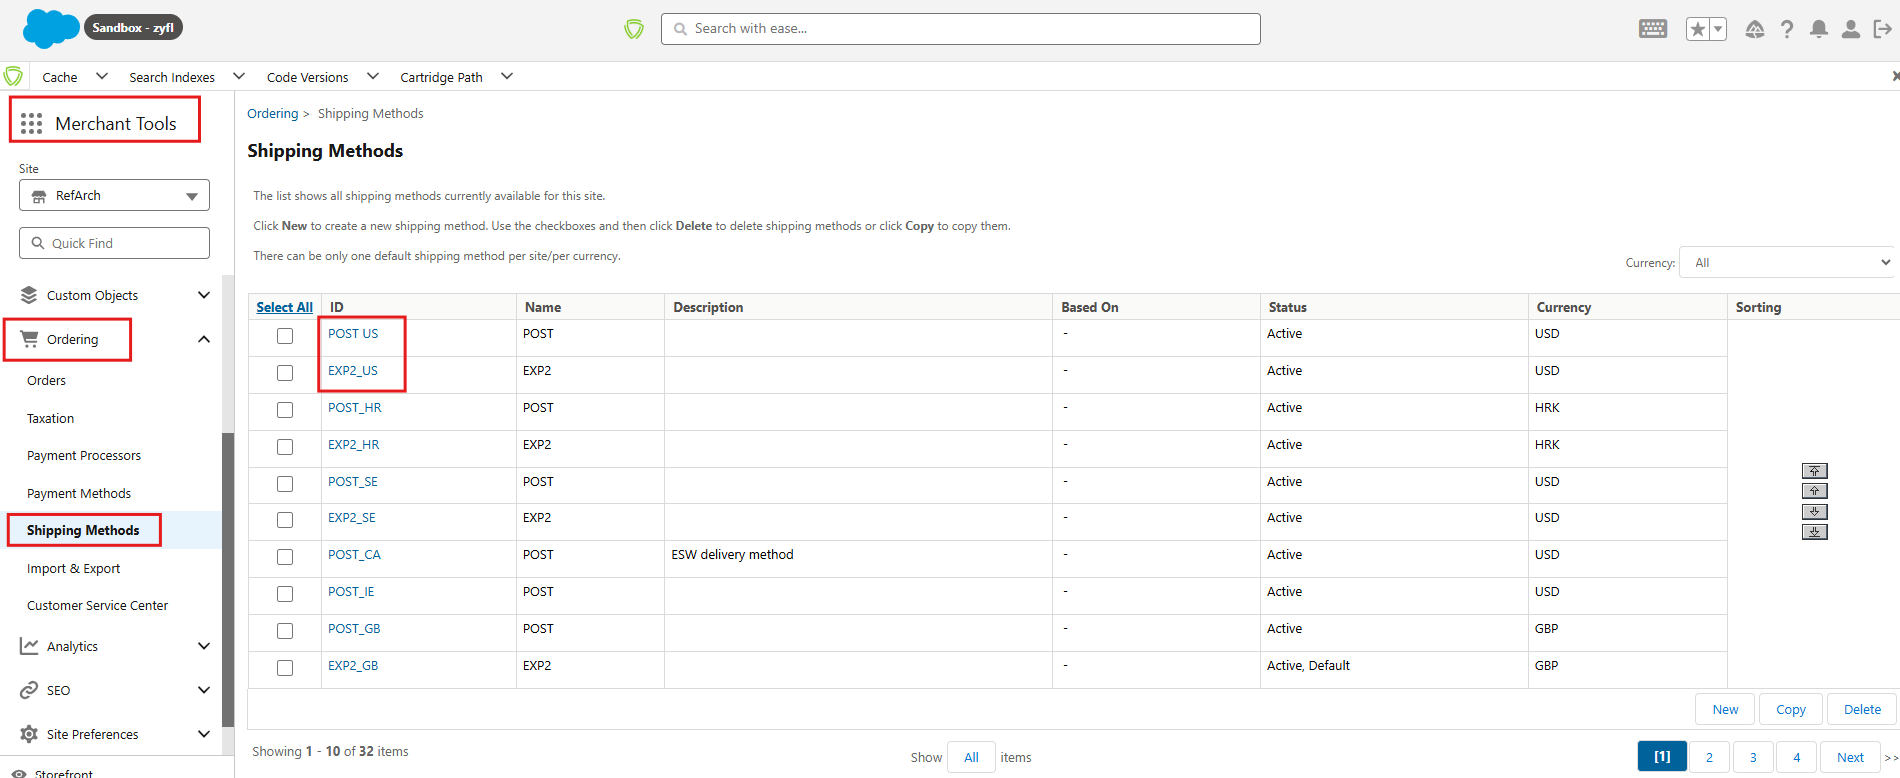 Sandbox - zyfl
Search with ease...
Cache Search Indexes Code Versions Cartridge Path
Merchant Tools
Site
RefArch
Quick Find
Custom Objects
Ordering
Orders
Taxation
Payment Processors
Payment Methods
Shipping Methods
Import & Export
Customer Service Center
Analytics
SEO
Site Preferences
Storefront
Ordering > Shipping Methods
Shipping Methods
The list shows all shipping methods currently available for this site.
Click New to create a new shipping method. Use the checkboxes and then click Delete to delete shipping methods or click Copy to copy them.
There can be only one default shipping method per site/per currency.
Currency: All
Select All ID Name Description Based On Status Currency Sorting
POST US POST - Active USD
EXP2_US EXP2 - Active USD
POST_HR POST - Active HRK
EXP2_HR EXP2 - Active HRK
POST_SE POST - Active USD
EXP2_SE EXP2 - Active USD
POST_CA POST ESW delivery method - Active USD
POST_IE POST - Active USD
POST_GB POST - Active GBP
EXP2_GB EXP2 - Active, Default GBP
New Copy Delete
Showing 1 - 10 of 32 items
Show All items
[1] 2 3 4 Next >>